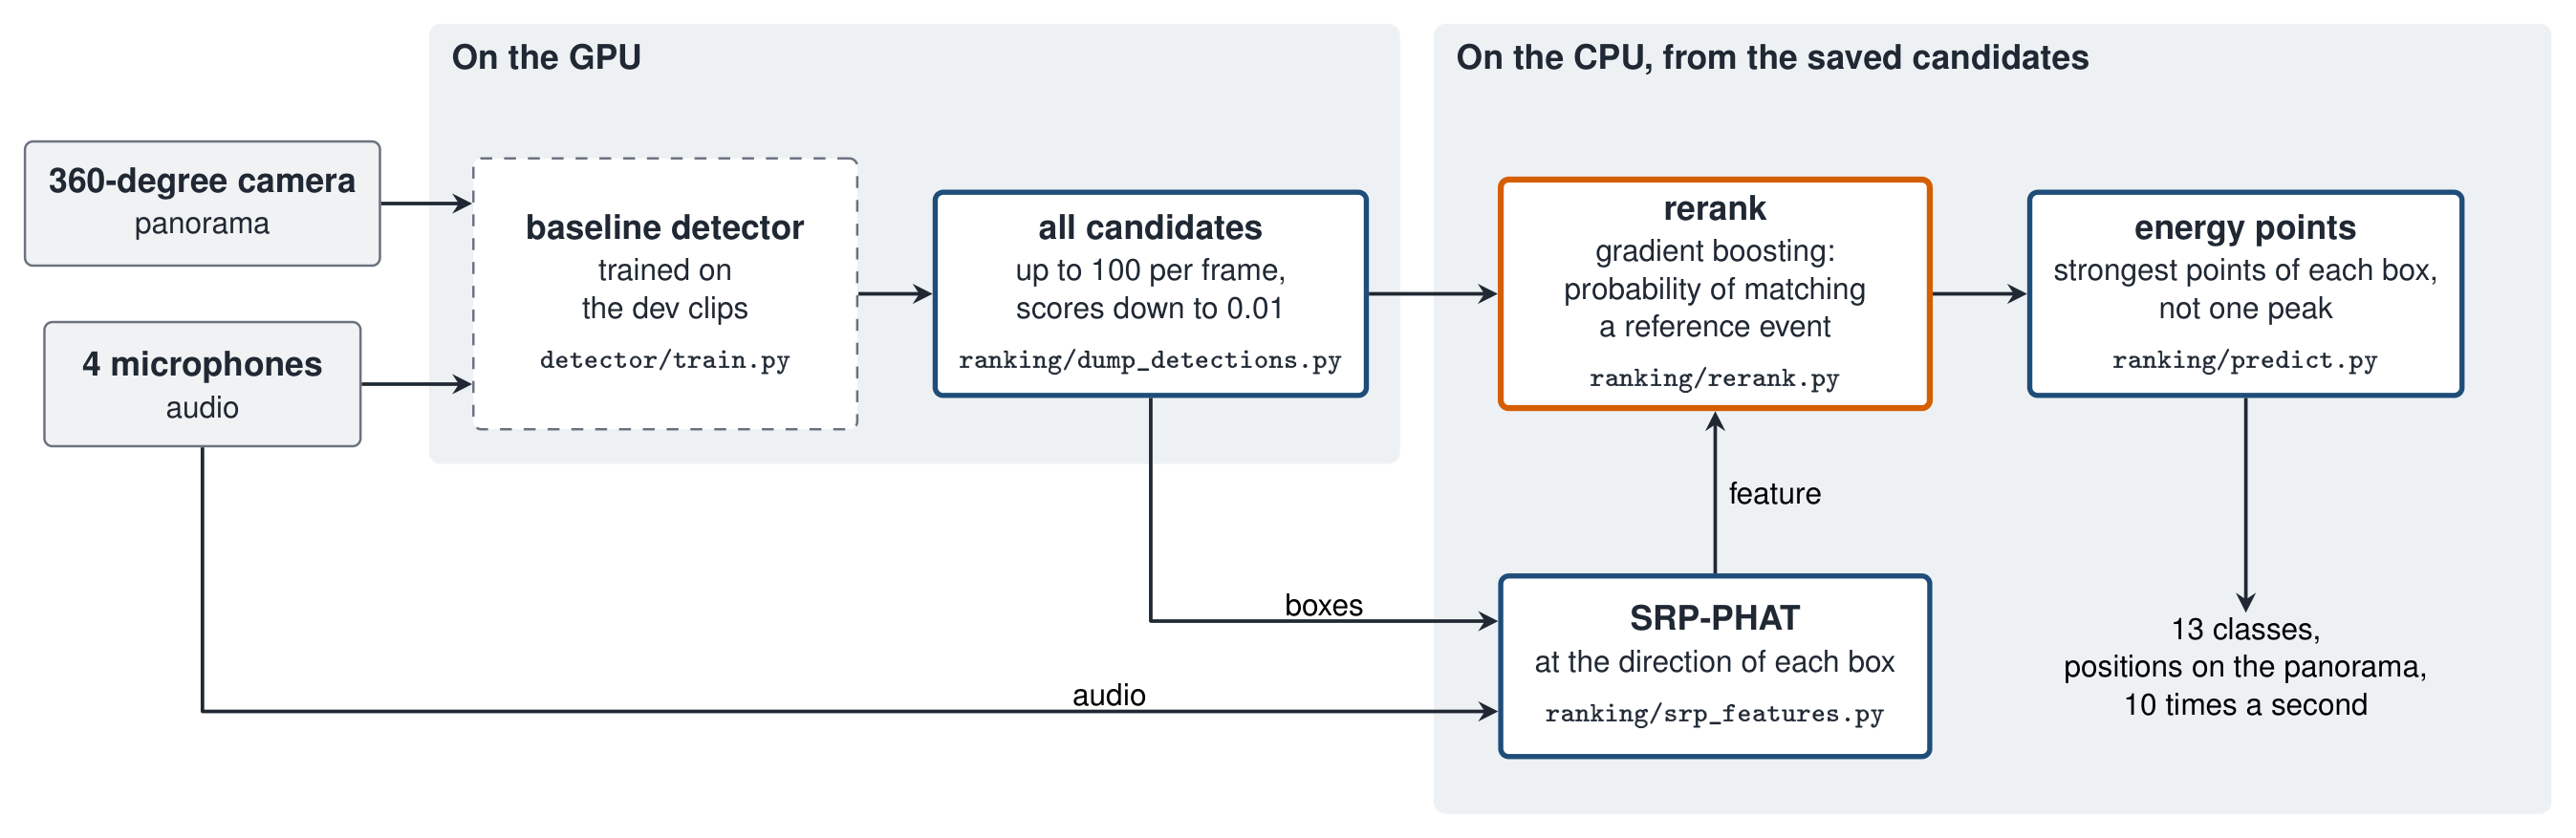 On the GPU
On the CPU, from the saved candidates
360-degree camera
panorama
4 microphones
audio
baseline detector
trained on
the dev clips
detector/train.py
all candidates
up to 100 per frame,
scores down to 0.01
ranking/dump_detections.py
rerank
gradient boosting:
probability of matching
a reference event
ranking/rerank.py
energy points
strongest points of each box,
not one peak
ranking/predict.py
feature
boxes
audio
SRP-PHAT
at the direction of each box
ranking/srp_features.py
13 classes,
positions on the panorama,
10 times a second